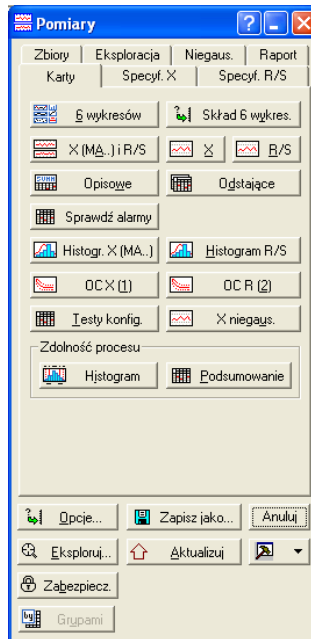 Pomiary
Zbiory Eksploracja Niegaus. Raport
Karty Specyf. X Specyf. R/S
6 wykresów Skład 6 wykres.
X (MA..) i R/S X R/S
Opisowe Odstające
Sprawdź alarmy
Histogr. X (MA..) Histogram R/S
OC X (1) OC R (2)
Testy konfig. X niegaus.
Zdolność procesu
Histogram Podsumowanie
Opcje... Zapisz jako... Anuluj
Eksploruj... Aktualizuj
Zabezpiecz.
Grupami